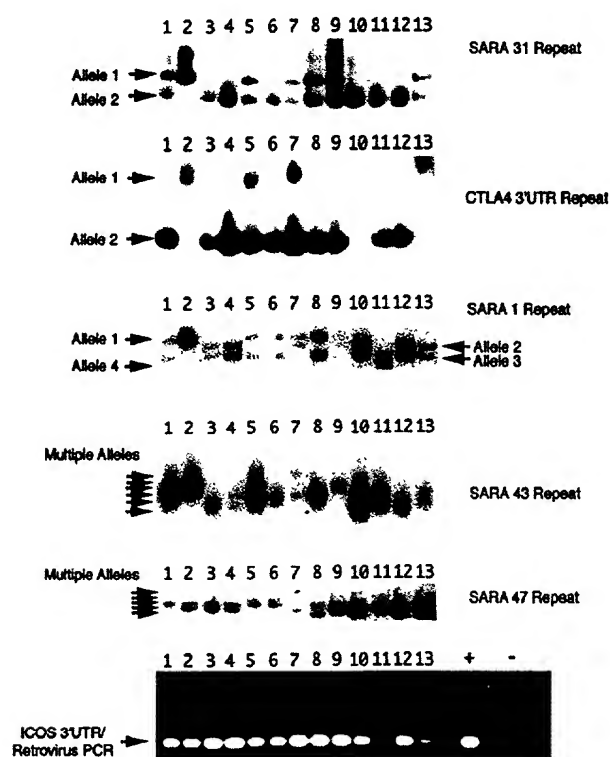 1 2 3 4 5 6 7 8 9 10 11 12 13
SARA 31 Repeat
Allele 1
Allele 2
1 2 3 4 5 6 7 8 9 10 11 12 13
Allele 1
CTLA4 3'UTR Repeat
Allele 2
1 2 3 4 5 6 7 8 9 10 11 12 13
SARA 1 Repeat
Allele 1
Allele 2
Allele 4
Allele 3
1 2 3 4 5 6 7 8 9 10 11 12 13
Multiple Alleles
SARA 43 Repeat
Multiple Alleles
1 2 3 4 5 6 7 8 9 10 11 12 13
SARA 47 Repeat
1 2 3 4 5 6 7 8 9 10 11 12 13 + -
ICOS 3'UTR/
Retrovirus PCR